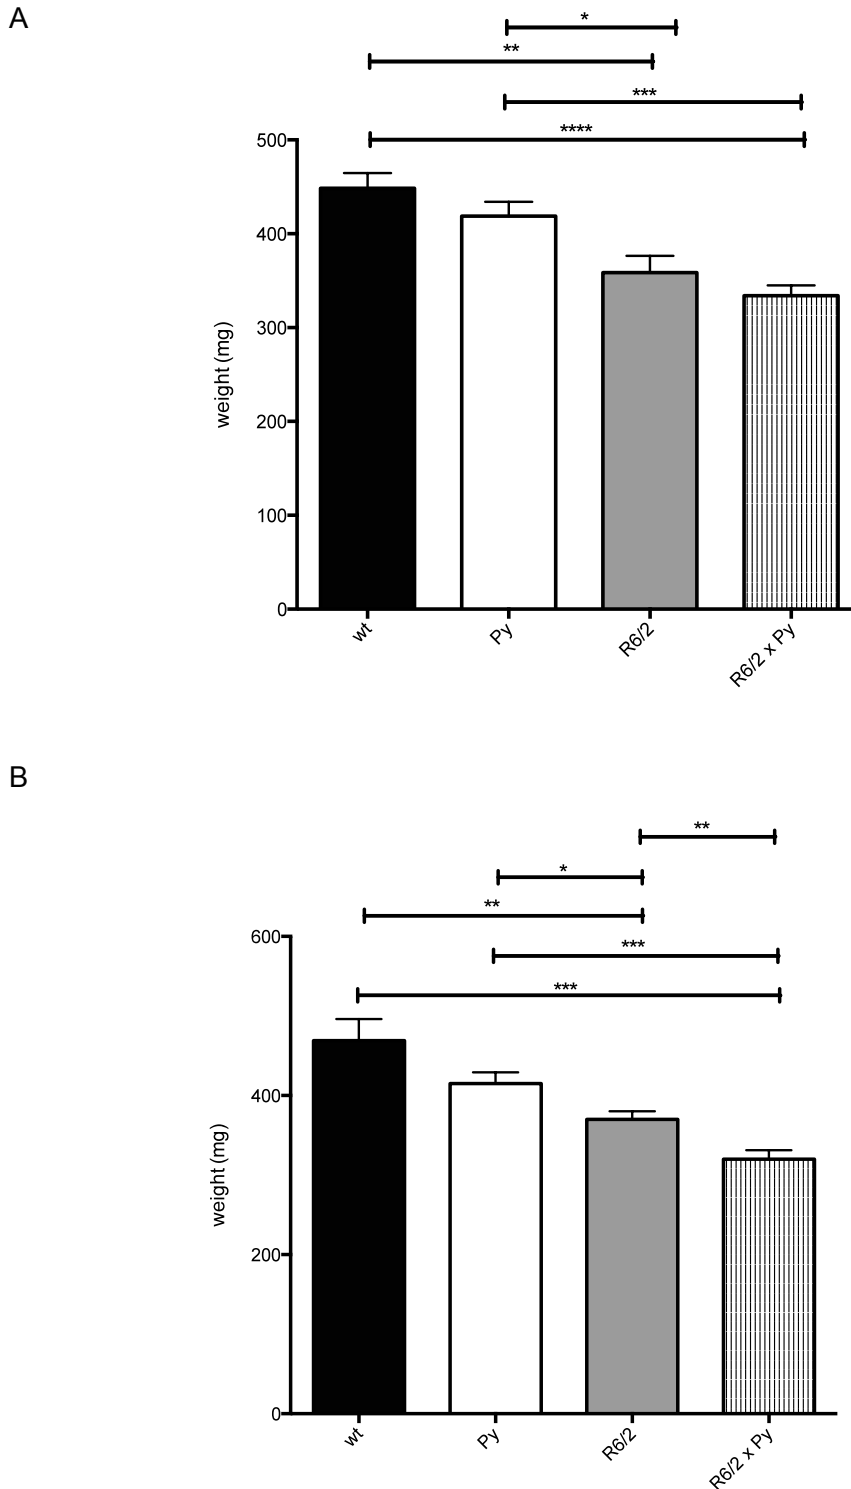 A
*
**
***
****
500
400
300
200
100
0
weight (mg)
wt
Py
R6/2
R6/2 x Py
B
**
*
**
***
***
600
400
200
0
weight (mg)
wt
Py
R6/2
R6/2 x Py